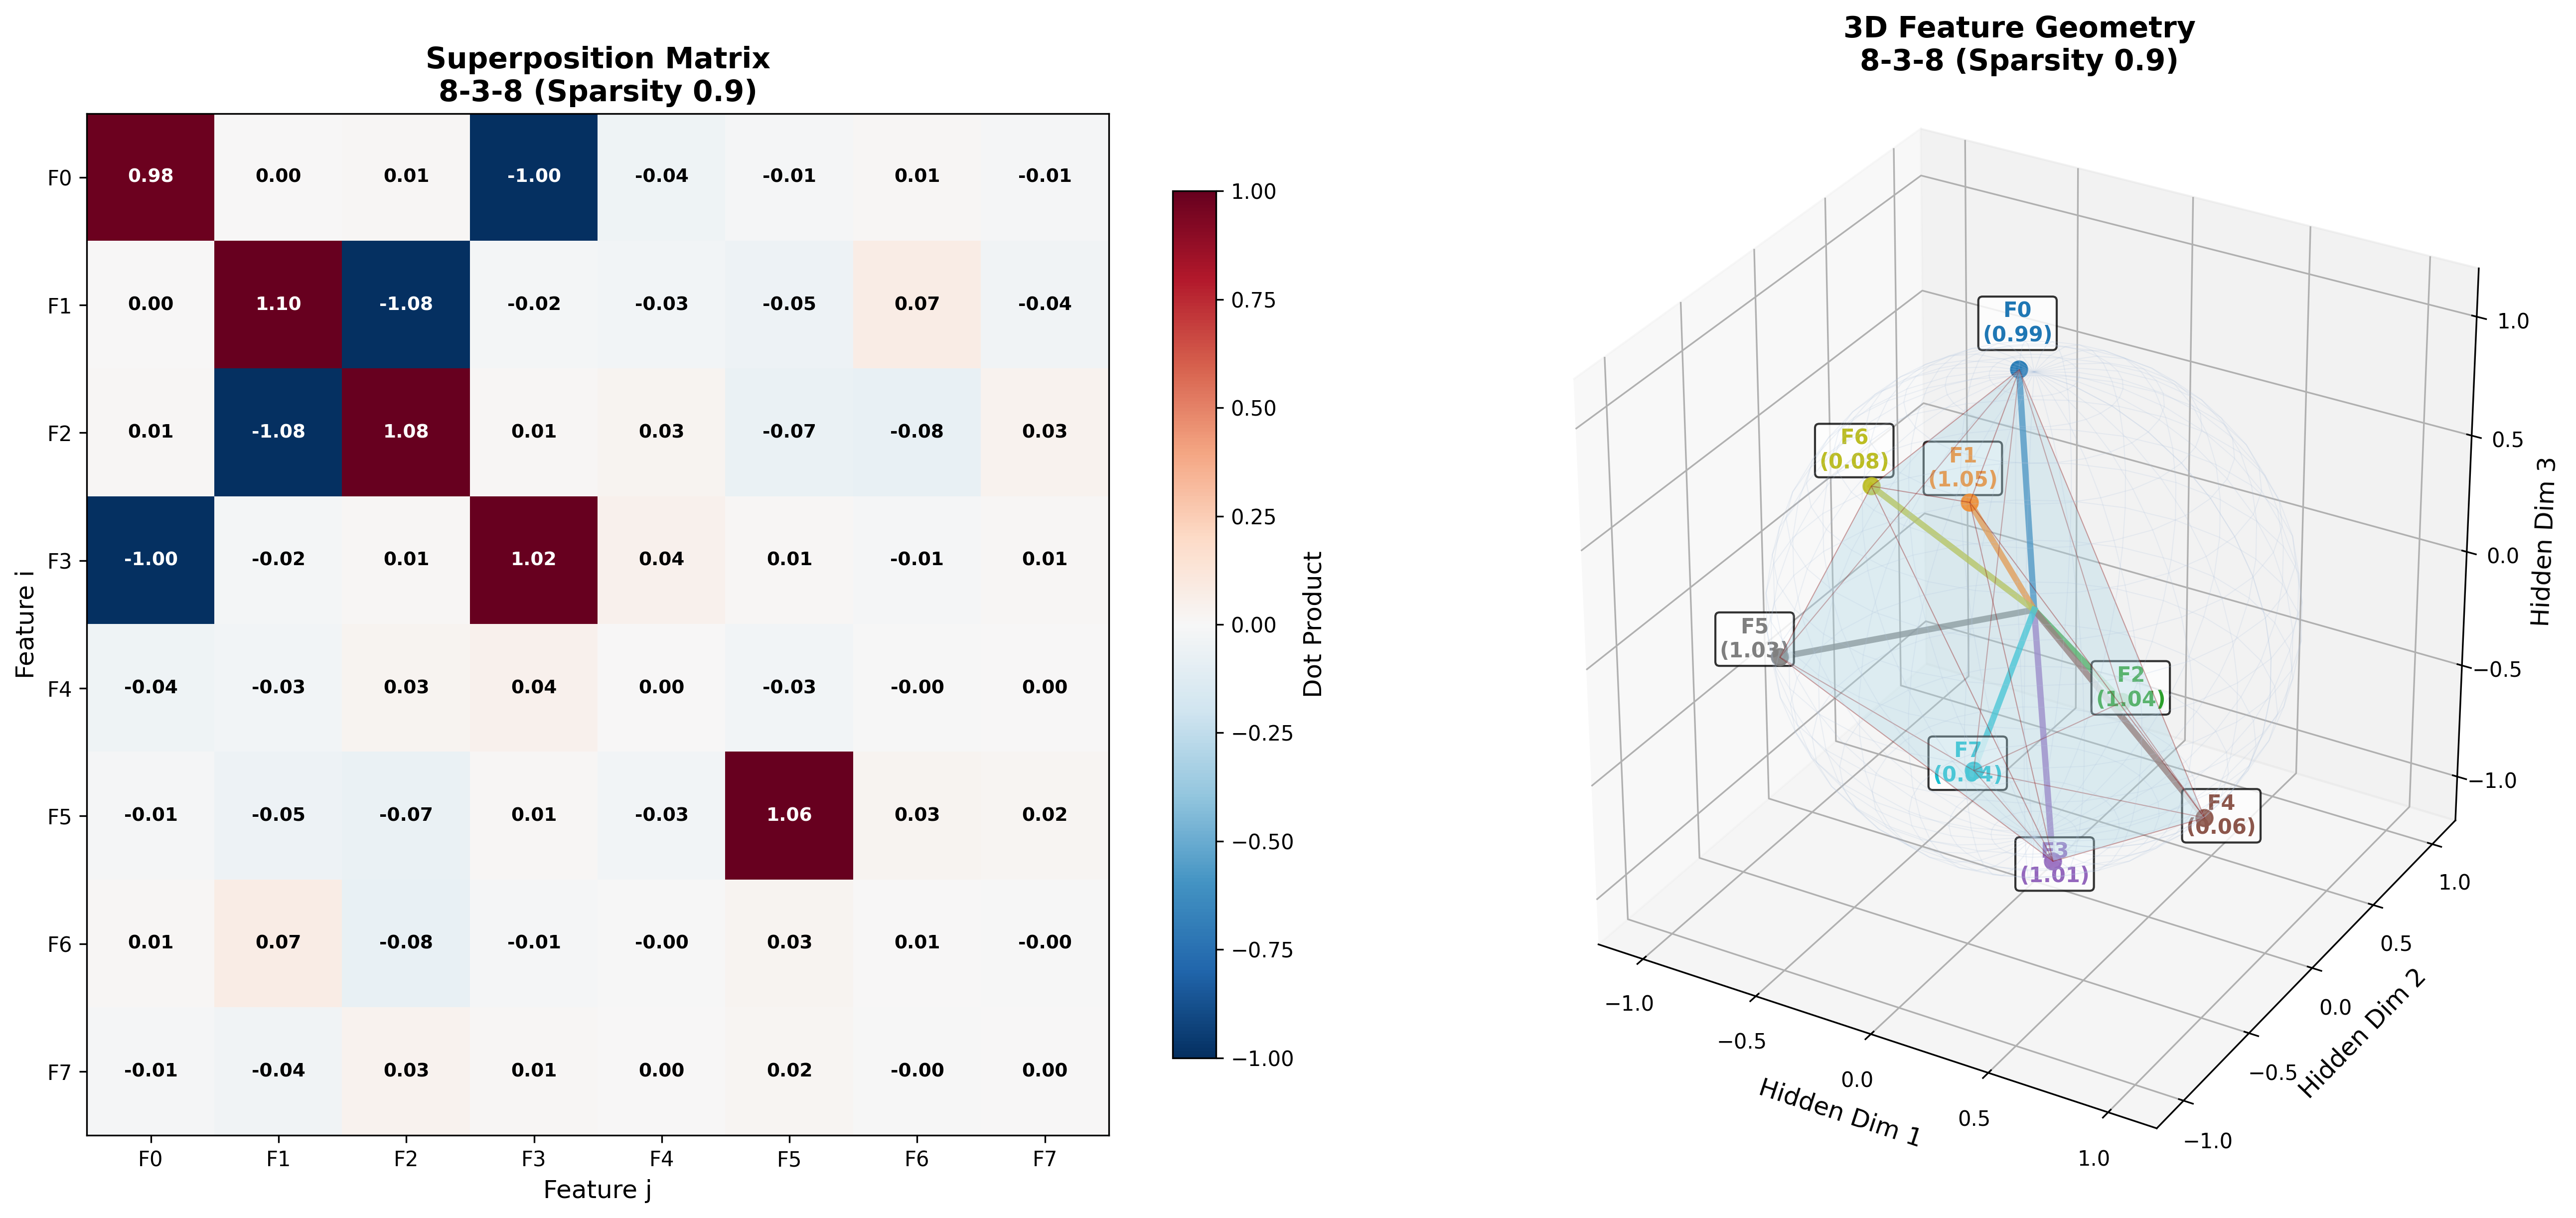 Superposition Matrix
8-3-8 (Sparsity 0.9)
F0 0.98 0.00 0.01 -1.00 -0.04 -0.01 0.01 -0.01
F1 0.00 1.10 -1.08 -0.02 -0.03 -0.05 0.07 -0.04
F2 0.01 -1.08 1.08 0.01 0.03 -0.07 -0.08 0.03
F3 -1.00 -0.02 0.01 1.02 0.04 0.01 -0.01 0.01
F4 -0.04 -0.03 0.03 0.04 0.00 -0.03 -0.00 0.00
F5 -0.01 -0.05 -0.07 0.01 -0.03 1.06 0.03 0.02
F6 0.01 0.07 -0.08 -0.01 -0.00 0.03 0.01 -0.00
F7 -0.01 -0.04 0.03 0.01 0.00 0.02 -0.00 0.00
F0 F1 F2 F3 F4 F5 F6 F7
Feature j
Feature i
1.00
0.75
0.50
0.25
0.00
−0.25
−0.50
−0.75
−1.00
Dot Product
3D Feature Geometry
8-3-8 (Sparsity 0.9)
F0
(0.99)
F6
(0.08)
F1
(1.05)
F5
(1.03)
F2
(1.04)
F7
(0.04)
F4
(0.06)
F3
(1.01)
1.0
0.5
0.0
−0.5
−1.0
Hidden Dim 3
−1.0
−0.5
0.0
0.5
1.0
Hidden Dim 1
1.0
0.5
0.0
−0.5
−1.0
Hidden Dim 2